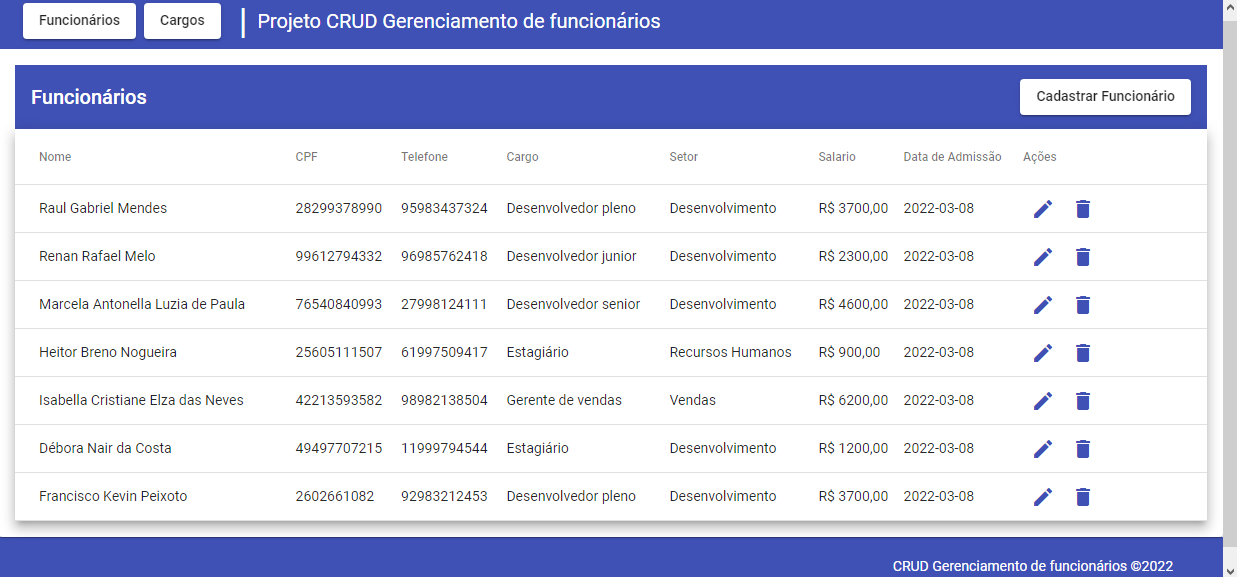 Funcionários Cargos Projeto CRUD Gerenciamento de funcionários
Funcionários Cadastrar Funcionário
Nome CPF Telefone Cargo Setor Salario Data de Admissão Ações
Raul Gabriel Mendes 28299378990 95983437324 Desenvolvedor pleno Desenvolvimento R$ 3700,00 2022-03-08
Renan Rafael Melo 99612794332 96985762418 Desenvolvedor junior Desenvolvimento R$ 2300,00 2022-03-08
Marcela Antonella Luzia de Paula 76540840993 27998124111 Desenvolvedor senior Desenvolvimento R$ 4600,00 2022-03-08
Heitor Breno Nogueira 25605111507 61997509417 Estagiário Recursos Humanos R$ 900,00 2022-03-08
Isabella Cristiane Elza das Neves 42213593582 98982138504 Gerente de vendas Vendas R$ 6200,00 2022-03-08
Débora Nair da Costa 49497707215 11999794544 Estagiário Desenvolvimento R$ 1200,00 2022-03-08
Francisco Kevin Peixoto 2602661082 92983212453 Desenvolvedor pleno Desenvolvimento R$ 3700,00 2022-03-08
CRUD Gerenciamento de funcionários ©2022